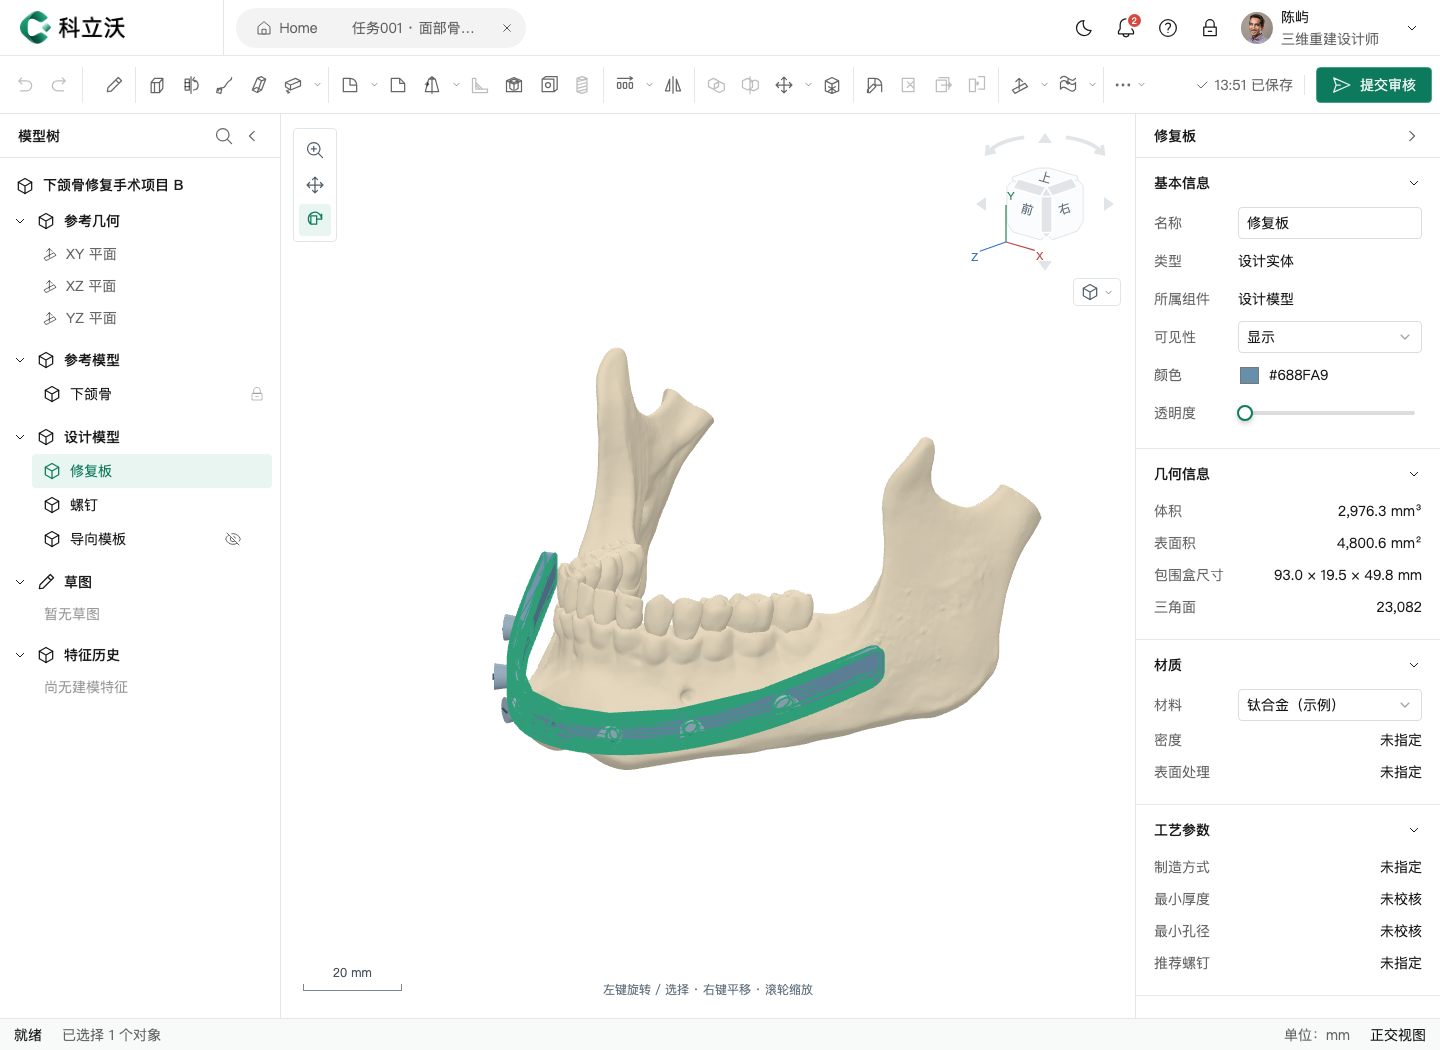 科立沃
Home
任务001 · 面部骨...
2
陈屿
三维重建设计师
13:51 已保存
提交审核
模型树
下颌骨修复手术项目 B
参考几何
XY 平面
XZ 平面
YZ 平面
参考模型
下颌骨
设计模型
修复板
螺钉
导向模板
草图
暂无草图
特征历史
尚无建模特征
上
前
右
Y
Z
X
20 mm
左键旋转 / 选择 · 右键平移 · 滚轮缩放
修复板
基本信息
名称 修复板
类型 设计实体
所属组件 设计模型
可见性 显示
颜色 #688FA9
透明度
几何信息
体积 2,976.3 mm³
表面积 4,800.6 mm²
包围盒尺寸 93.0 × 19.5 × 49.8 mm
三角面 23,082
材质
材料 钛合金（示例）
密度 未指定
表面处理 未指定
工艺参数
制造方式 未指定
最小厚度 未校核
最小孔径 未校核
推荐螺钉 未指定
就绪 已选择 1 个对象
单位：mm 正交视图